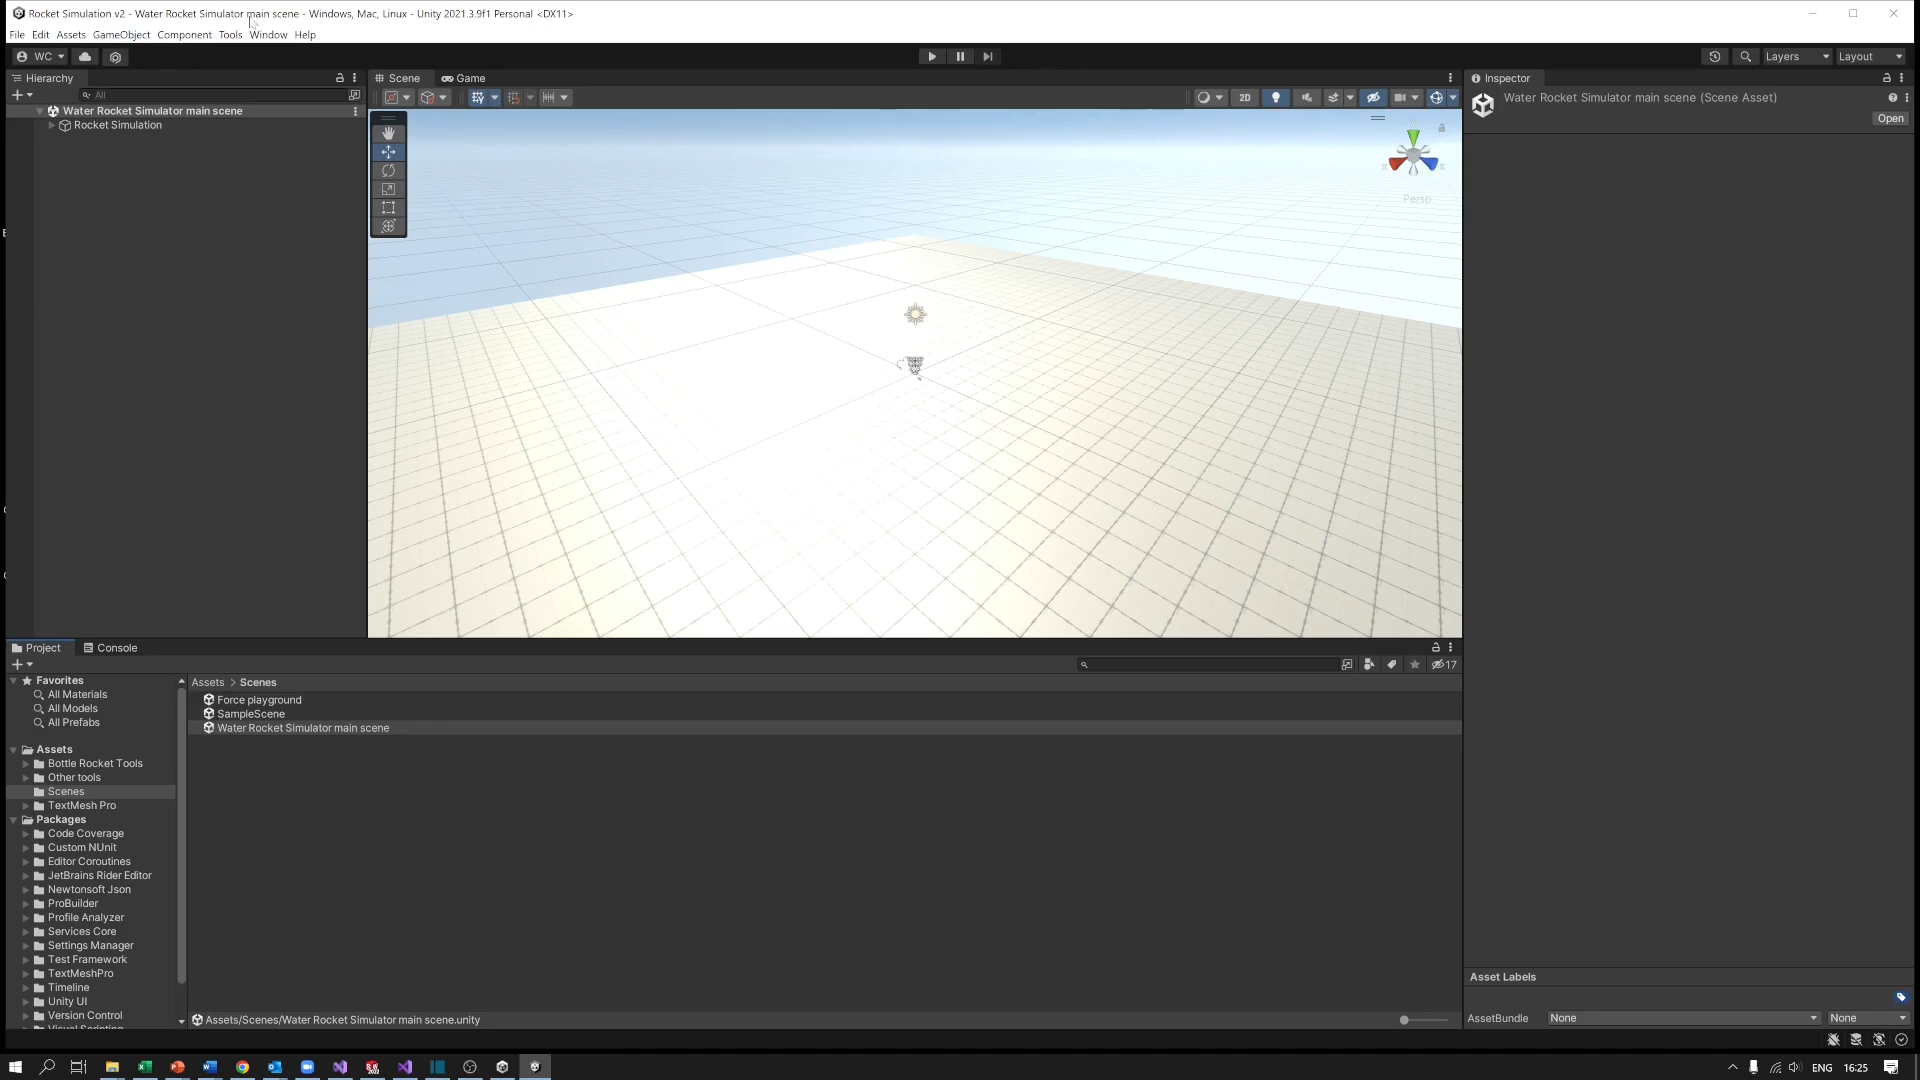 Rocket Simulation v2 - Water Rocket Simulator main scene - Windows, Mac, Linux - Unity 2021.3.9f1 Personal <DX11>
File Edit Assets GameObject Component Tools Window Help
WC
Layers
Layout
Hierarchy
Scene
Game
Inspector
All
2D
Water Rocket Simulator main scene (Scene Asset)
Open
Water Rocket Simulator main scene
Rocket Simulation
Persp
Project
Console
17
Favorites
All Materials
All Models
All Prefabs
Assets
Bottle Rocket Tools
Other tools
Scenes
TextMesh Pro
Packages
Code Coverage
Custom NUnit
Editor Coroutines
JetBrains Rider Editor
Newtonsoft Json
ProBuilder
Profile Analyzer
Services Core
Settings Manager
Test Framework
TextMeshPro
Timeline
Unity UI
Version Control
Visual Scripting
Assets > Scenes
Force playground
SampleScene
Water Rocket Simulator main scene
Assets/Scenes/Water Rocket Simulator main scene.unity
Asset Labels
AssetBundle
None
None
ENG
16:25